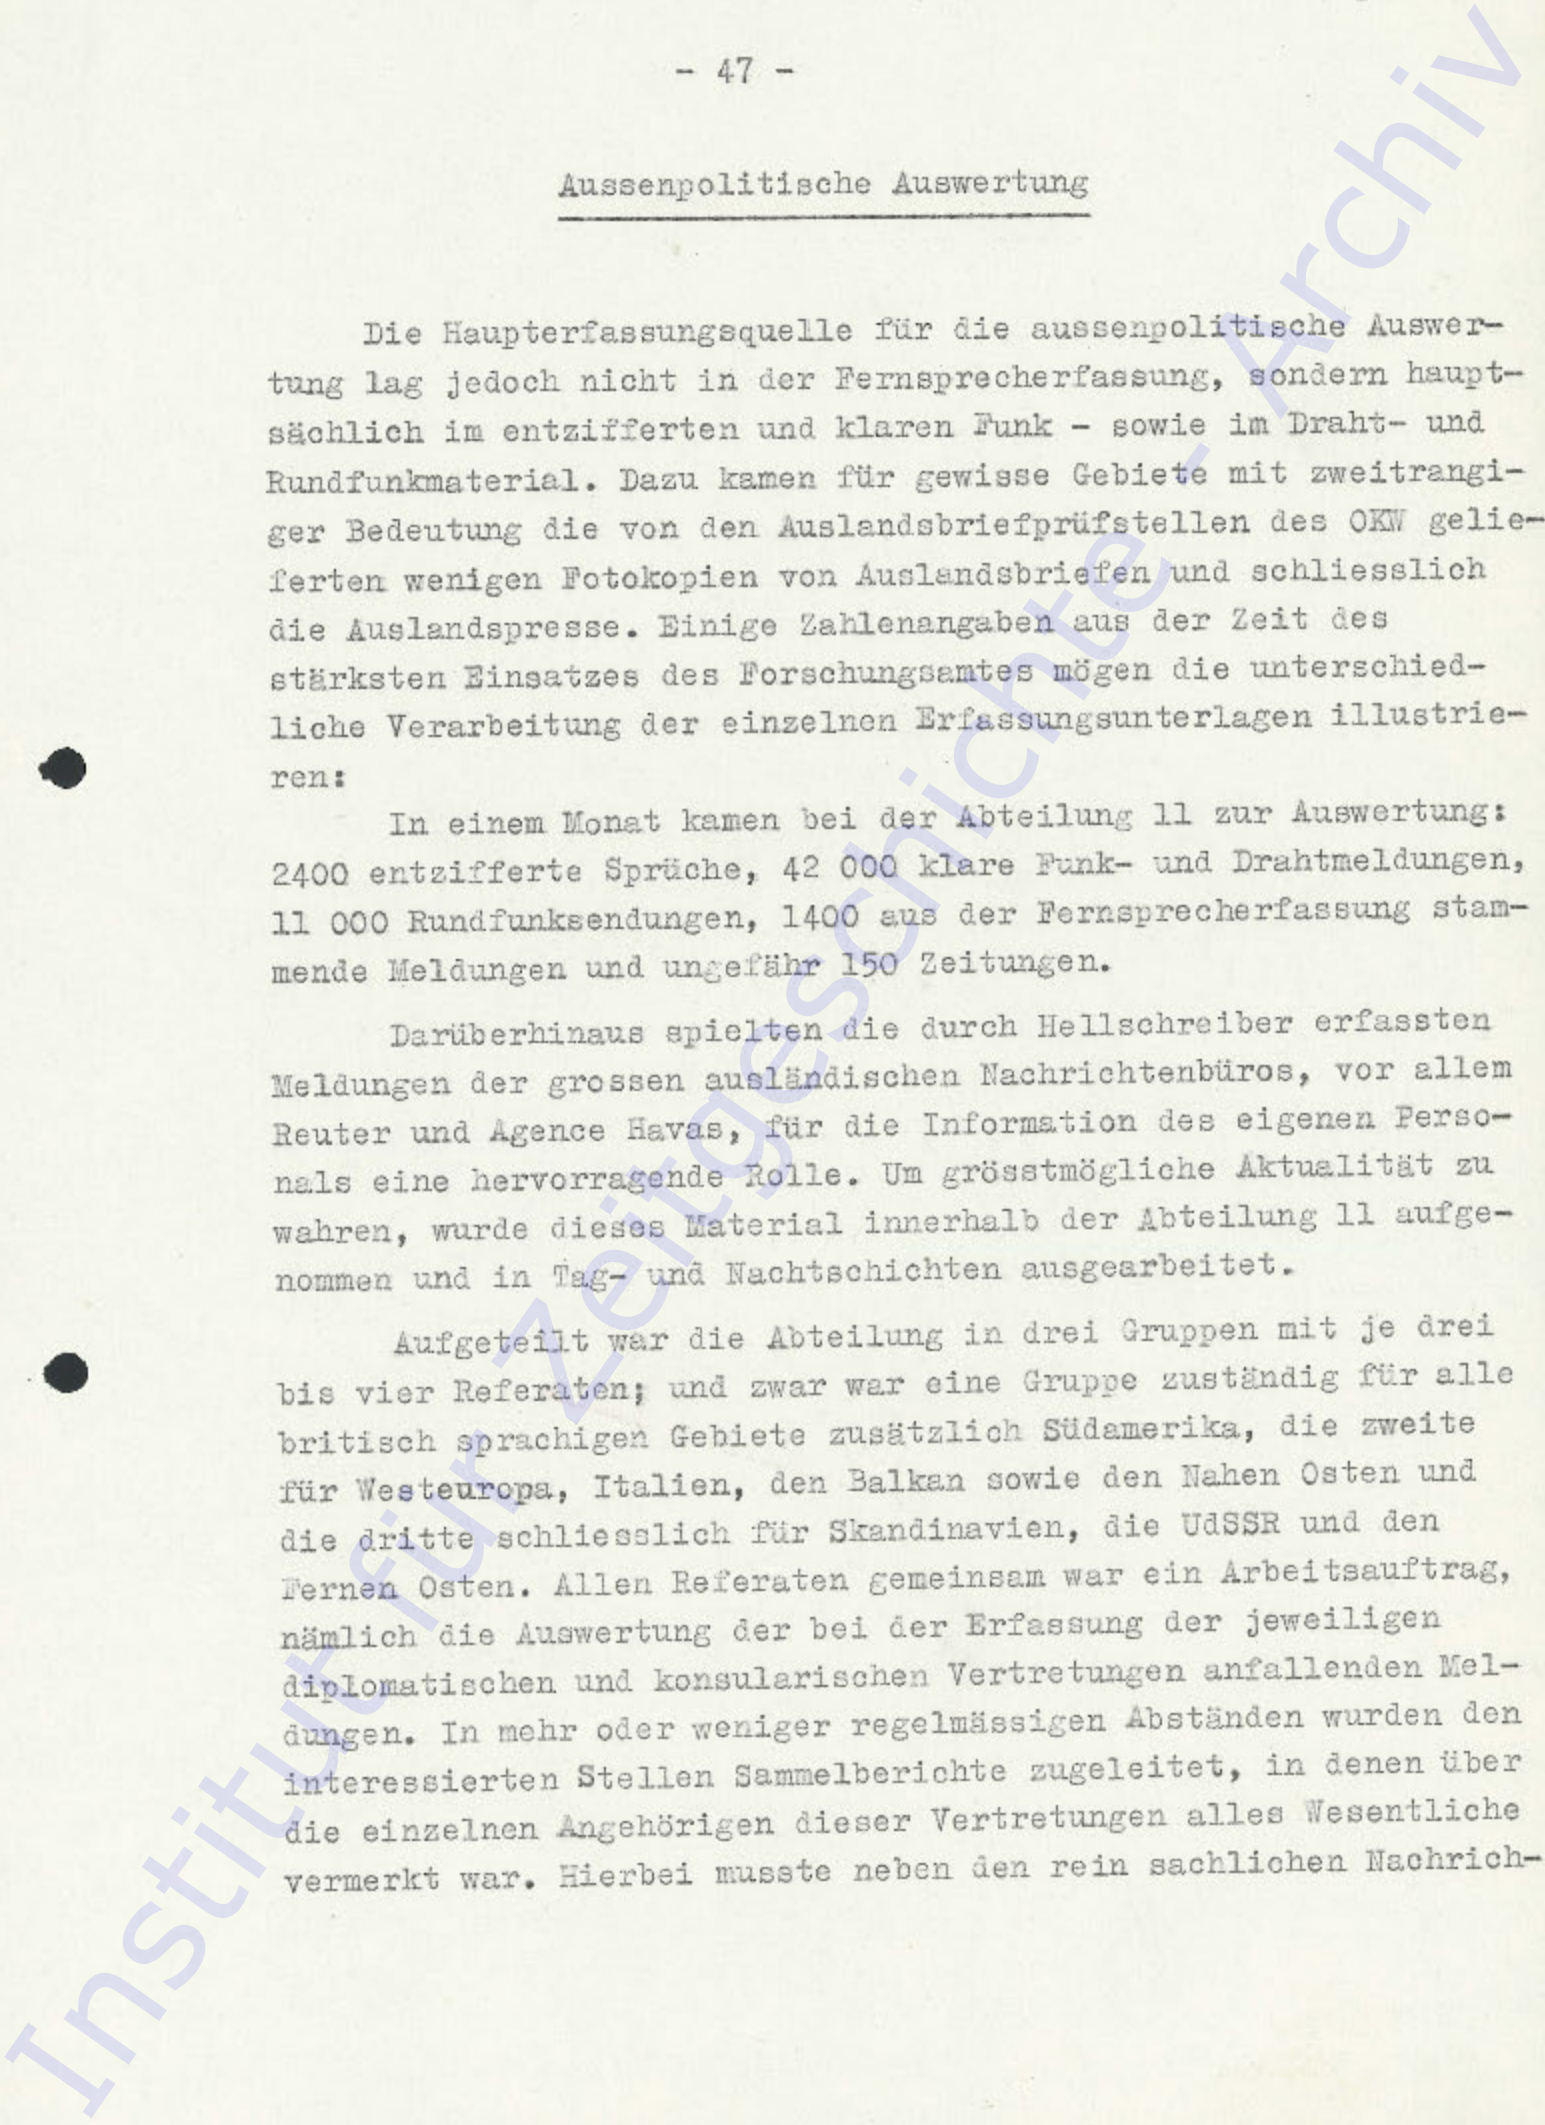 - 47 -
Aussenpolitische Auswertung
Die Haupterfassungsquelle für die aussenpolitische Auswer-
tung lag jedoch nicht in der Fernsprecherfassung, sondern haupt-
sächlich im entzifferten und klaren Funk - sowie im Draht- und
Rundfunkmaterial. Dazu kamen für gewisse Gebiete mit zweitrangi-
ger Bedeutung die von den Auslandsbriefprüfstellen des OKW gelie-
ferten wenigen Fotokopien von Auslandsbriefen und schliesslich
die Auslandspresse. Einige Zahlenangaben aus der Zeit des
stärksten Einsatzes des Forschungsamtes mögen die unterschied-
liche Verarbeitung der einzelnen Erfassungsunterlagen illustrie-
ren:
In einem Monat kamen bei der Abteilung 11 zur Auswertung:
2400 entzifferte Sprüche, 42 000 klare Funk- und Drahtmeldungen,
11 000 Rundfunksendungen, 1400 aus der Fernsprecherfassung stam-
mende Meldungen und ungefähr 150 Zeitungen.
Darüberhinaus spielten die durch Hellschreiber erfassten
Meldungen der grossen ausländischen Nachrichtenbüros, vor allem
Reuter und Agence Havas, für die Information des eigenen Perso-
nals eine hervorragende Rolle. Um grösstmögliche Aktualität zu
wahren, wurde dieses Material innerhalb der Abteilung 11 aufge-
nommen und in Tag- und Nachtschichten ausgearbeitet.
Aufgeteilt war die Abteilung in drei Gruppen mit je drei
bis vier Referaten; und zwar war eine Gruppe zuständig für alle
britisch sprachigen Gebiete zusätzlich Südamerika, die zweite
für Westeuropa, Italien, den Balkan sowie den Nahen Osten und
die dritte schliesslich für Skandinavien, die UdSSR und den
Fernen Osten. Allen Referaten gemeinsam war ein Arbeitsauftrag,
nämlich die Auswertung der bei der Erfassung der jeweiligen
diplomatischen und konsularischen Vertretungen anfallenden Mel-
dungen. In mehr oder weniger regelmässigen Abständen wurden den
interessierten Stellen Sammelberichte zugeleitet, in denen über
die einzelnen Angehörigen dieser Vertretungen alles Wesentliche
vermerkt war. Hierbei musste neben den rein sachlichen Nachrich-
Institut für Zeitgeschichte - Archiv